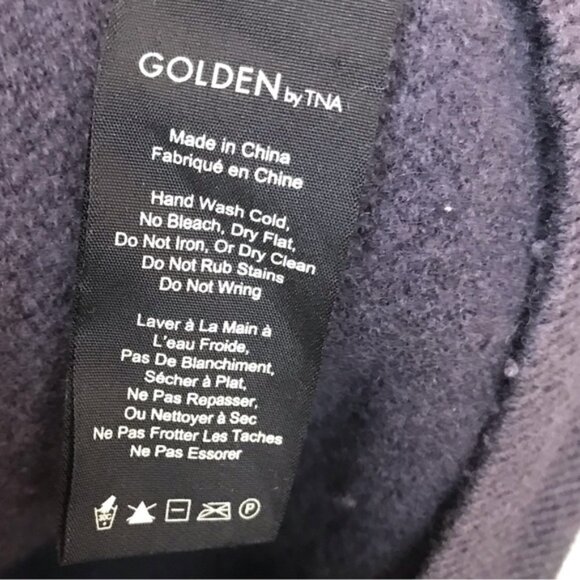 GOLDEN by TNA
Made in China
Fabriqué en Chine
Hand Wash Cold,
No Bleach, Dry Flat,
Do Not Iron, Or Dry Clean
Do Not Rub Stains
Do Not Wring
Laver à La Main à
L'eau Froide,
Pas De Blanchiment,
Sécher à Plat,
Ne Pas Repasser,
Ou Nettoyer à Sec
Ne Pas Frotter Les Taches
Ne Pas Essorer
P